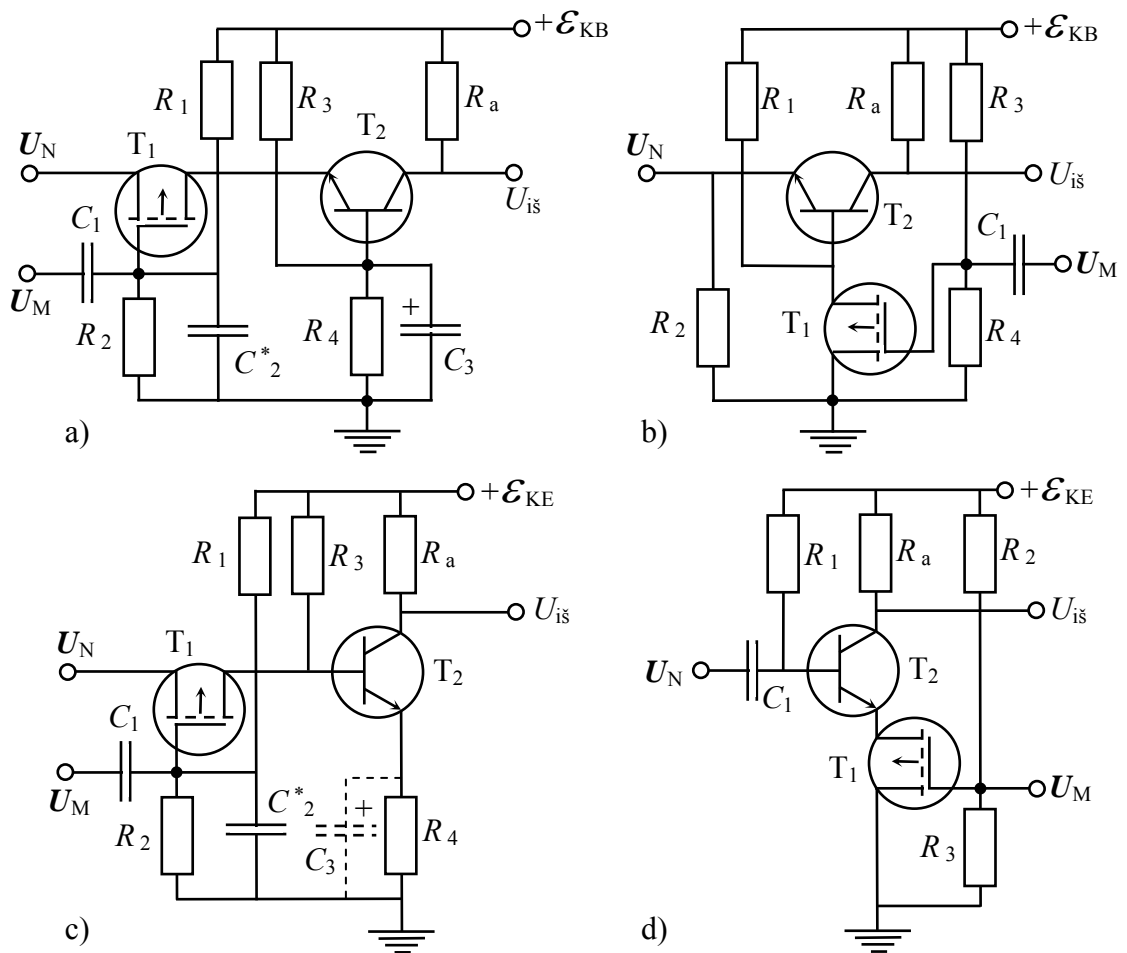 +ℰKB
R1
R3
Ra
T1
T2
UN
Uiš
C1
UM
R2
C*2
R4
+
C3
a)
+ℰKB
R1
Ra
R3
UN
Uiš
T2
C1
UM
R2
T1
R4
b)
+ℰKE
R1
R3
Ra
Uiš
UN
T1
T2
C1
UM
R2
C*2
+
C3
R4
c)
+ℰKE
R1
Ra
R2
Uiš
UN
C1
T2
T1
UM
R3
d)